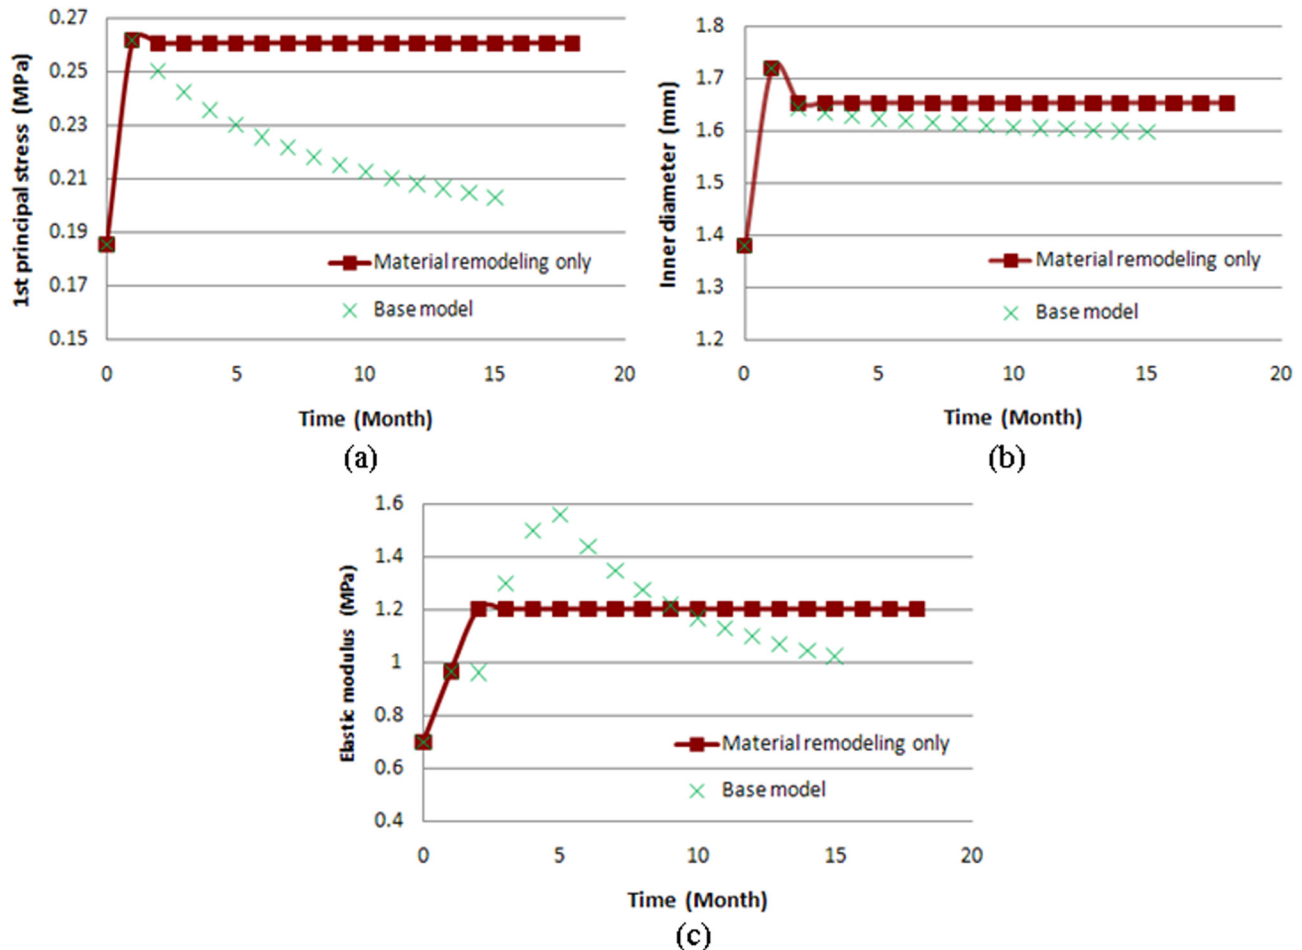 0.27
0.25
0.23
0.21
0.19
0.17
0.15
1st principal stress (MPa)
Material remodeling only
Base model
0 5 10 15 20
Time (Month)
(a)
1.8
1.7
1.6
1.5
1.4
1.3
1.2
Inner diameter (mm)
Material remodeling only
Base model
0 5 10 15 20
Time (Month)
(b)
1.6
1.4
1.2
1
0.8
0.6
0.4
Elastic modulus (MPa)
Material remodeling only
Base model
0 5 10 15 20
Time (Month)
(c)